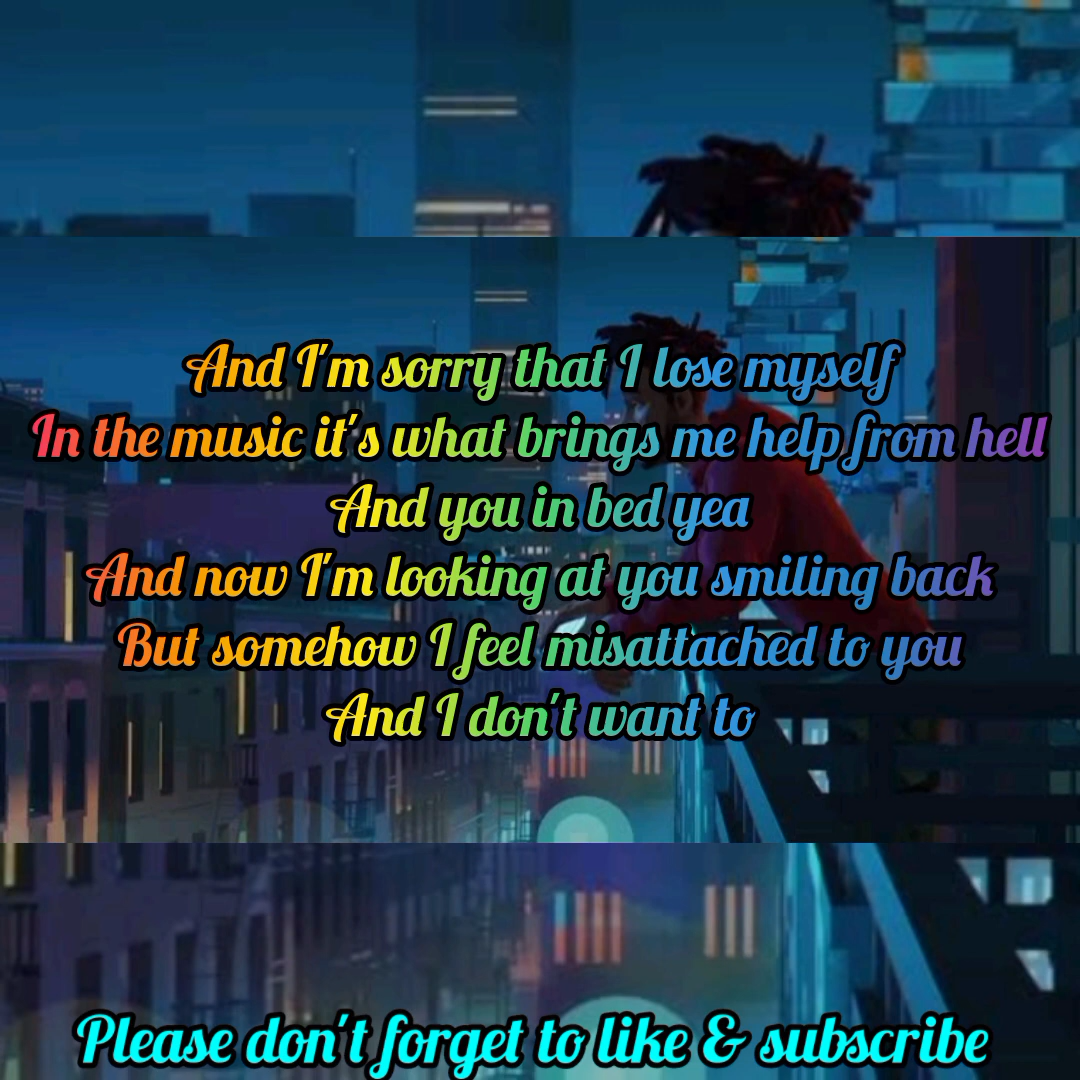 And I'm sorry that I lose myself
In the music it's what brings me help from hell
And you in bed yea
And now I'm looking at you smiling back
But somehow I feel misattached to you
And I don't want to
Please don't forget to like & subscribe